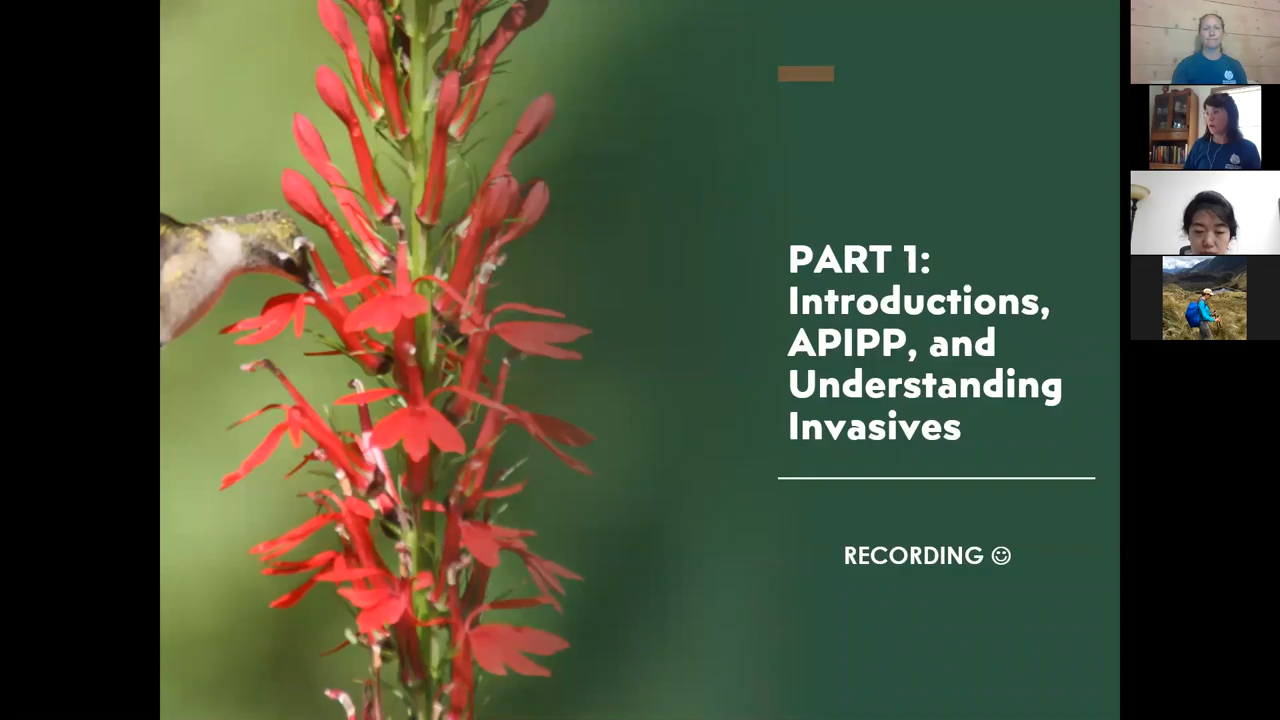 PART 1:
Introductions,
APIPP, and
Understanding
Invasives
RECORDING ☺